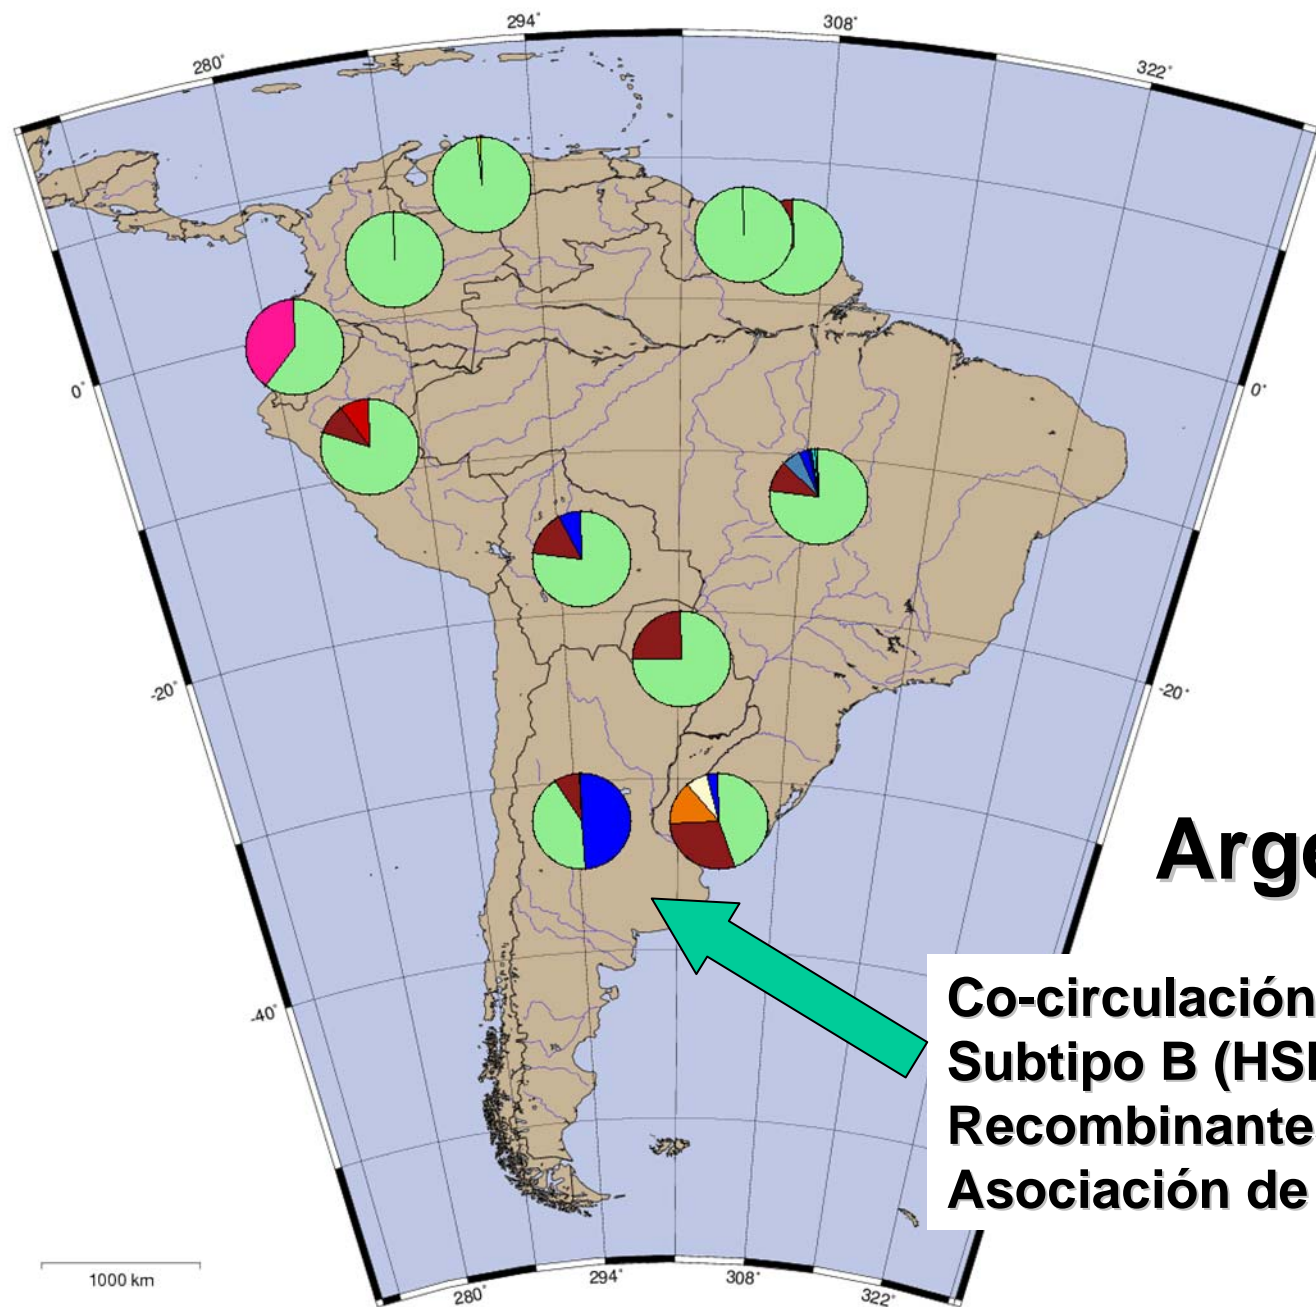 280˚
294˚
308˚
322˚
0˚
0˚
-20˚
-20˚
Arge
-40˚
Co-circulación
Subtipo B (HSH
Recombinante
Asociación de
1000 km
280˚
294˚
308˚
322˚